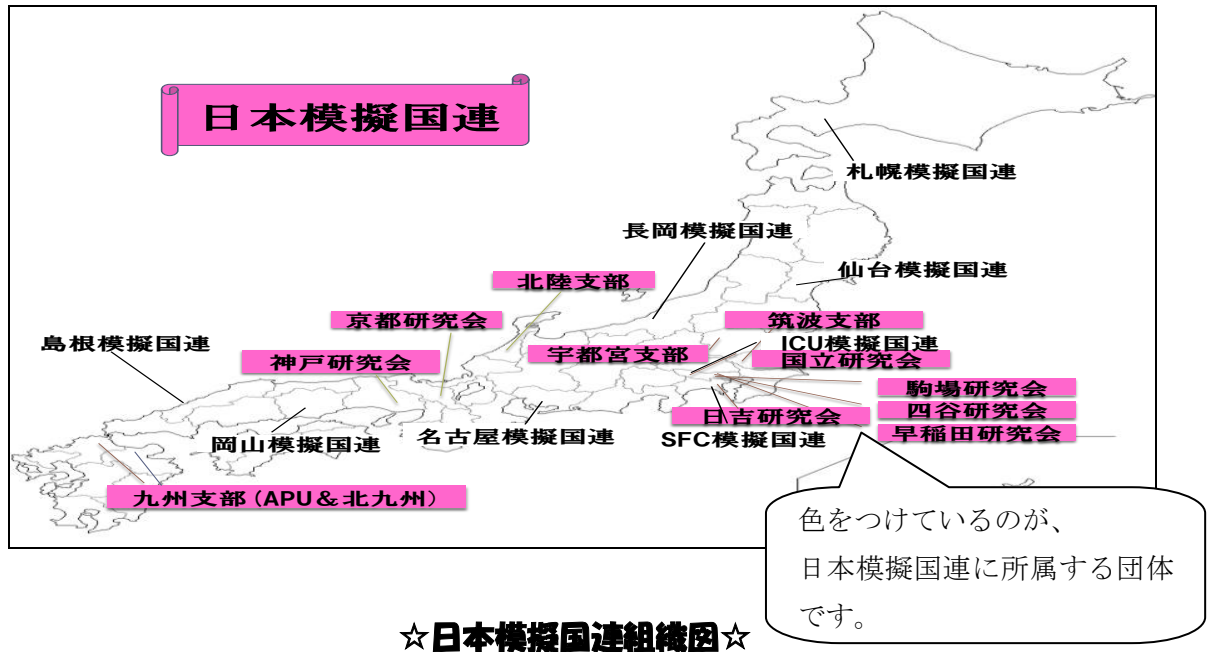 日本模擬国連
札幌模擬国連
長岡模擬国連
仙台模擬国連
北陸支部
京都研究会
筑波支部
島根模擬国連
ICU模擬国連
宇都宮支部
神戸研究会
国立研究会
駒場研究会
四谷研究会
日吉研究会
早稲田研究会
岡山模擬国連
名古屋模擬国連
SFC模擬国連
九州支部(APU&北九州)
色をつけているのが、
日本模擬国連に所属する団体
です。
☆日本模擬国連組織図☆